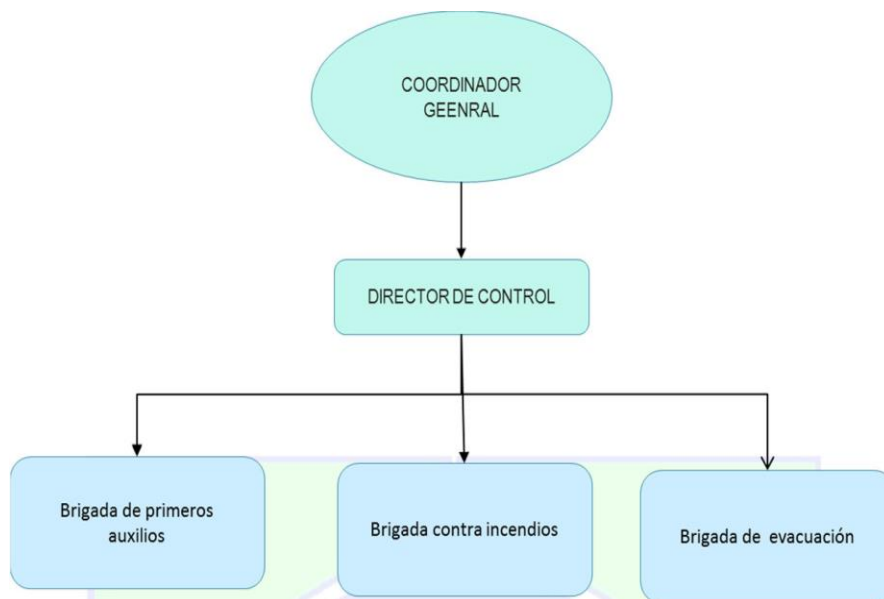 COORDINADOR
GEENRAL
DIRECTOR DE CONTROL
Brigada de primeros
auxilios
Brigada contra incendios
Brigada de evacuación